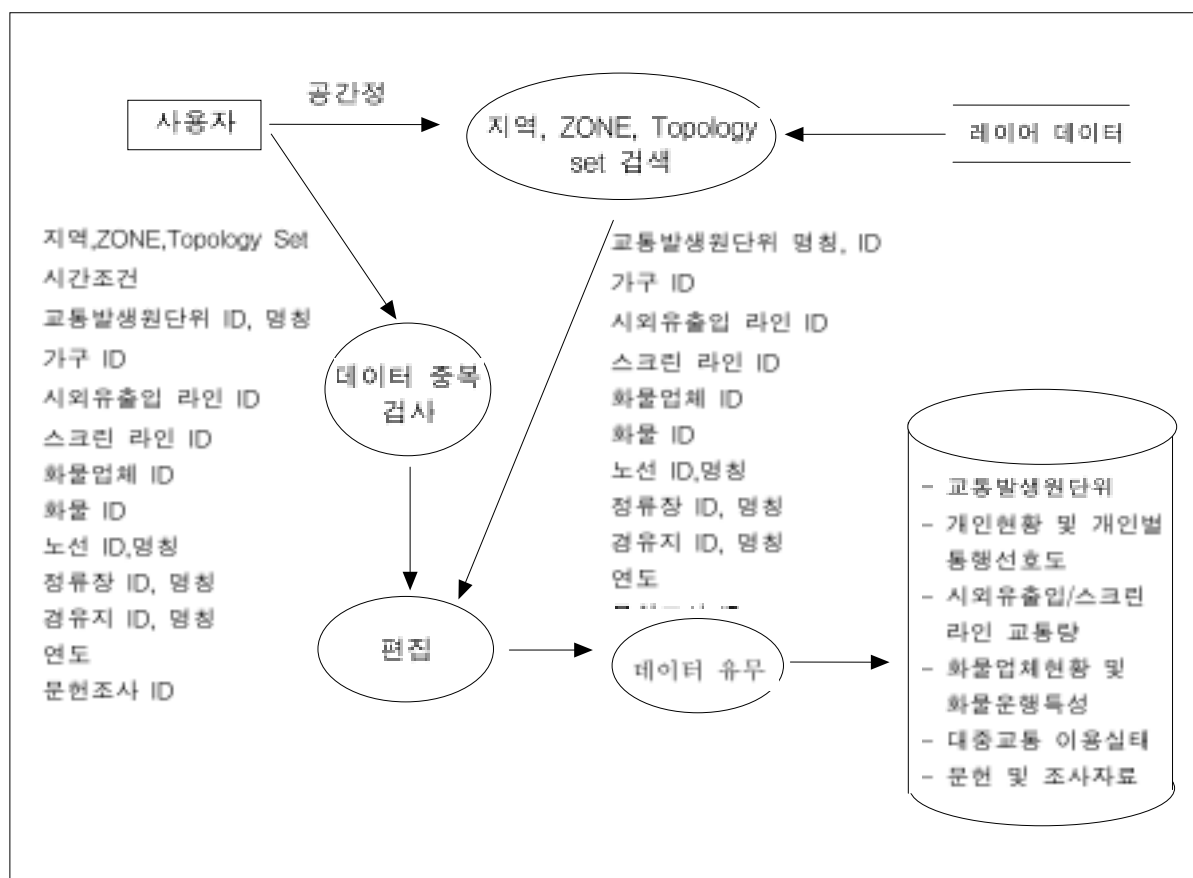 공간정
사용자
지역, ZONE, Topology
set 검색
레이어 데이터
지역,ZONE,Topology Set
시간조건
교통발생원단위 ID, 명칭
가구 ID
시외유출입 라인 ID
스크린 라인 ID
화물업체 ID
화물 ID
노선 ID,명칭
정류장 ID, 명칭
경유지 ID, 명칭
연도
문헌조사 ID
데이터 중복
검사
교통발생원단위 명칭, ID
가구 ID
시외유출입 라인 ID
스크린 라인 ID
화물업체 ID
화물 ID
노선 ID,명칭
정류장 ID, 명칭
경유지 ID, 명칭
연도
편집
데이터 유무
- 교통발생원단위
- 개인현황 및 개인별
통행선호도
- 시외유출입/스크린
라인 교통량
- 화물업체현황 및
화물운행특성
- 대중교통 이용실태
- 문헌 및 조사자료